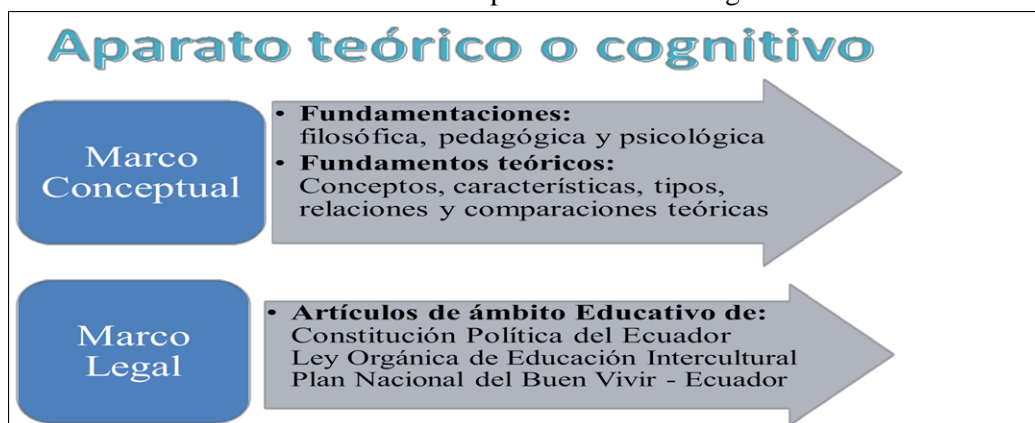 Aparato teórico o cognitivo
Marco
Conceptual
• Fundamentaciones:
filosófica, pedagógica y psicológica
• Fundamentos teóricos:
Conceptos, características, tipos,
relaciones y comparaciones teóricas
Marco
Legal
• Artículos de ámbito Educativo de:
Constitución Política del Ecuador
Ley Orgánica de Educación Intercultural
Plan Nacional del Buen Vivir - Ecuador